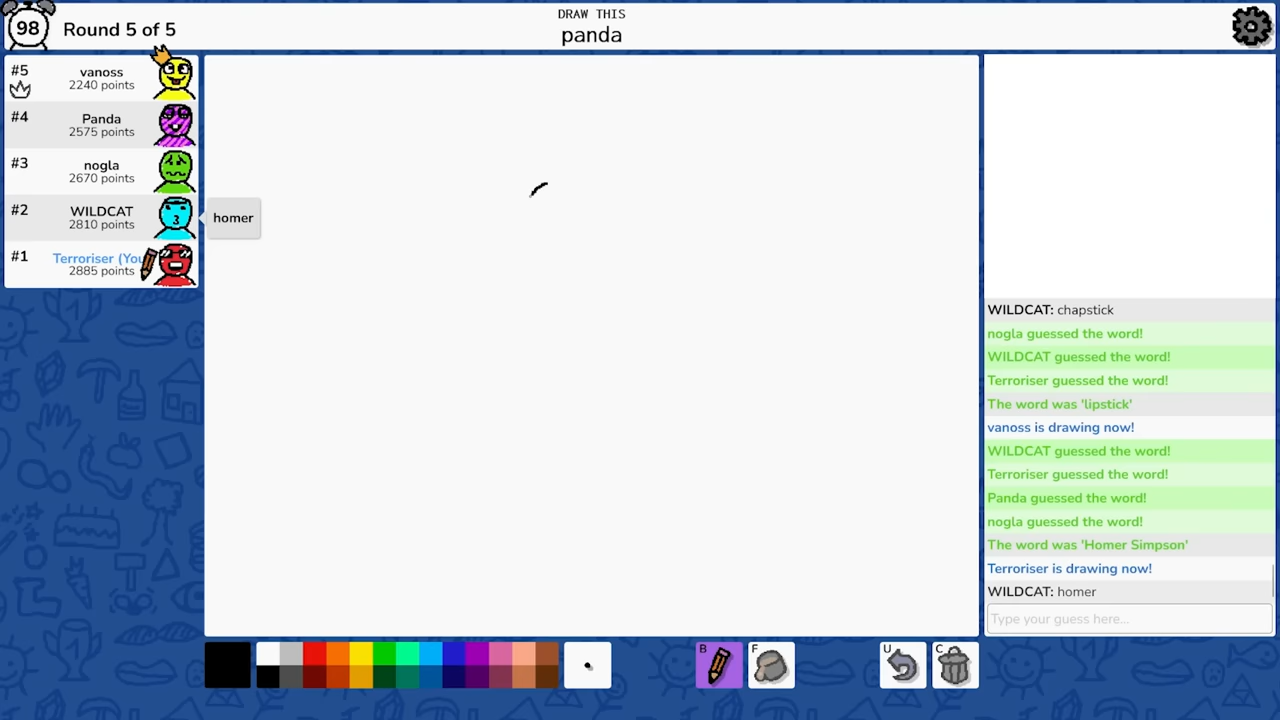 98
Round 5 of 5
DRAW THIS
panda
#5
vanoss
2240 points
#4
Panda
2575 points
#3
nogla
2670 points
#2
WILDCAT
2810 points
homer
#1
Terroriser (You
2885 points
WILDCAT: chapstick
nogla guessed the word!
WILDCAT guessed the word!
Terroriser guessed the word!
The word was 'lipstick'
vanoss is drawing now!
WILDCAT guessed the word!
Terroriser guessed the word!
Panda guessed the word!
nogla guessed the word!
The word was 'Homer Simpson'
Terroriser is drawing now!
WILDCAT: homer
Type your guess here...
B
F
U
C